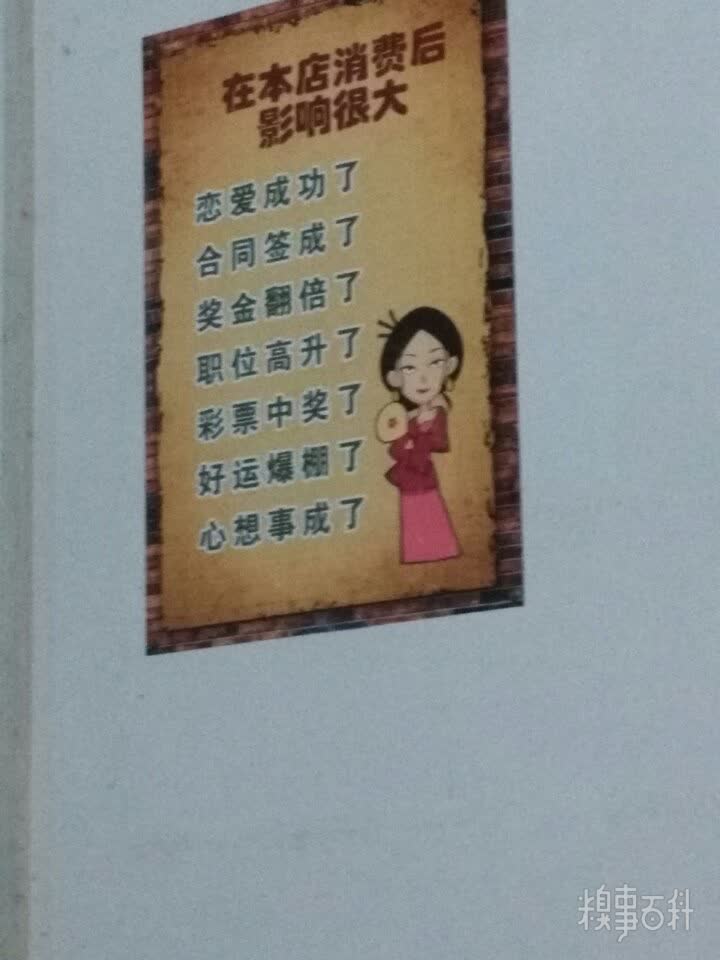 在本店消费后
影响很大
恋爱成功了
合同签成了
奖金翻倍了
职位高升了
彩票中奖了
好运爆棚了
心想事成了
糗事百科